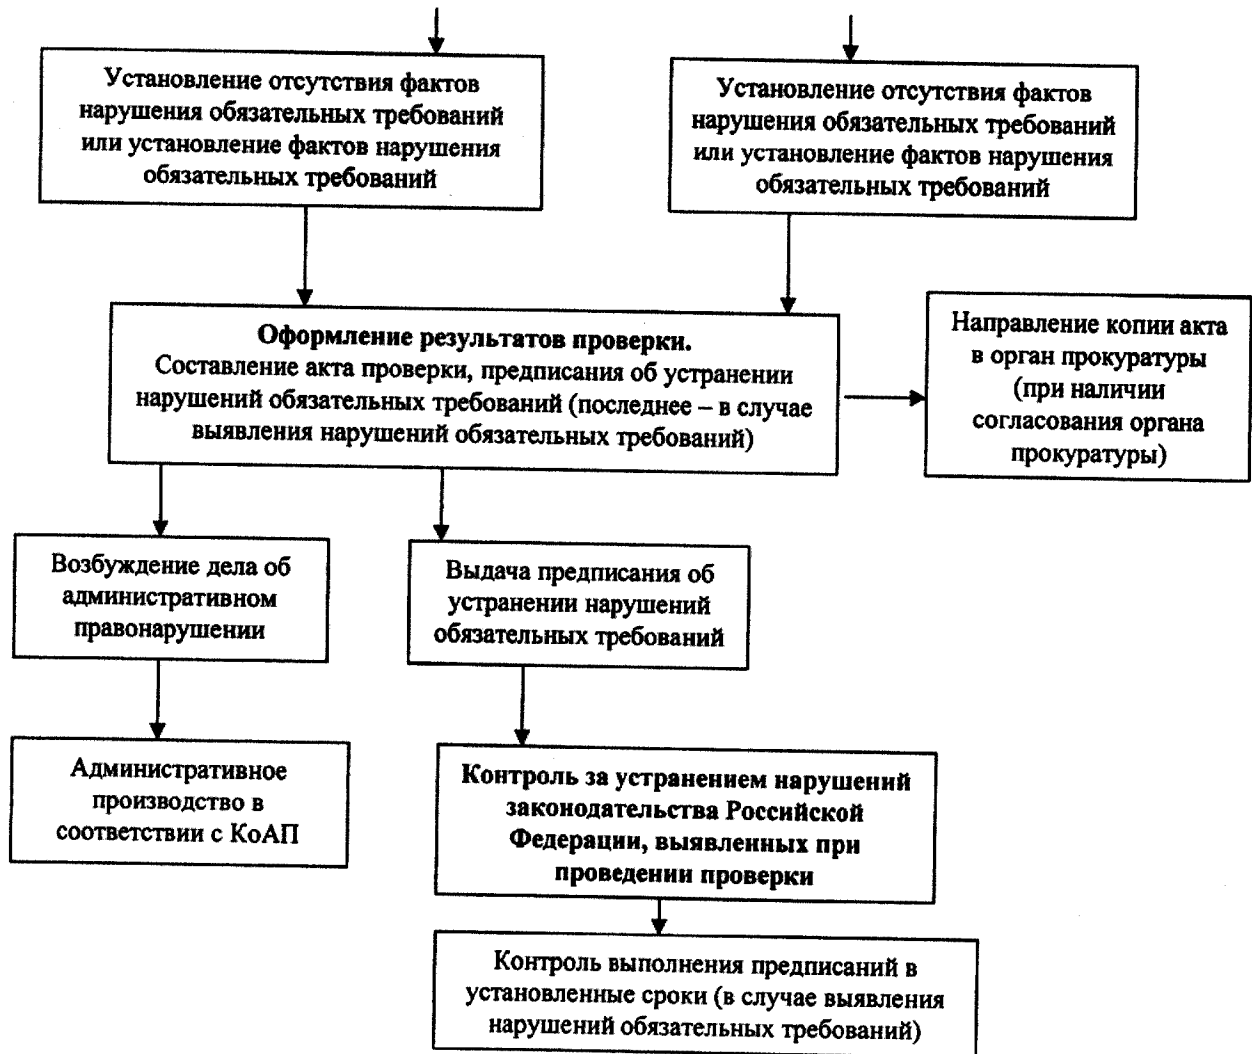 Установление отсутствия фактов
нарушения обязательных требований
или установление фактов нарушения
обязательных требований
Установление отсутствия фактов
нарушения обязательных требований
или установление фактов нарушения
обязательных требований
Оформление результатов проверки.
Составление акта проверки, предписания об устранении
нарушений обязательных требований (последнее – в случае
выявления нарушений обязательных требований)
Направление копии акта
в орган прокуратуры
(при наличии
согласования органа
прокуратуры)
Возбуждение дела об
административном
правонарушении
Выдача предписания об
устранении нарушений
обязательных требований
Административное
производство в
соответствии с КоАП
Контроль за устранением нарушений
законодательства Российской
Федерации, выявленных при
проведении проверки
Контроль выполнения предписаний в
установленные сроки (в случае выявления
нарушений обязательных требований)